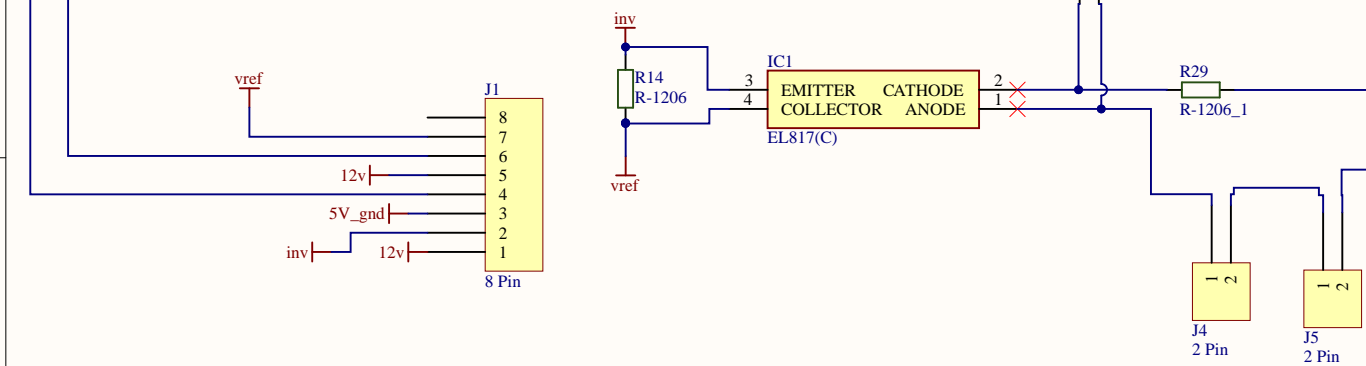 inv
vref
J1
8
7
6
12v 5
4
5V_gnd 3
2
inv 12v 1
8 Pin
R14
R-1206
vref
IC1
3 EMITTER CATHODE 2
4 COLLECTOR ANODE 1
EL817(C)
R29
R-1206_1
1 2
J4
2 Pin
1 2
J5
2 Pin